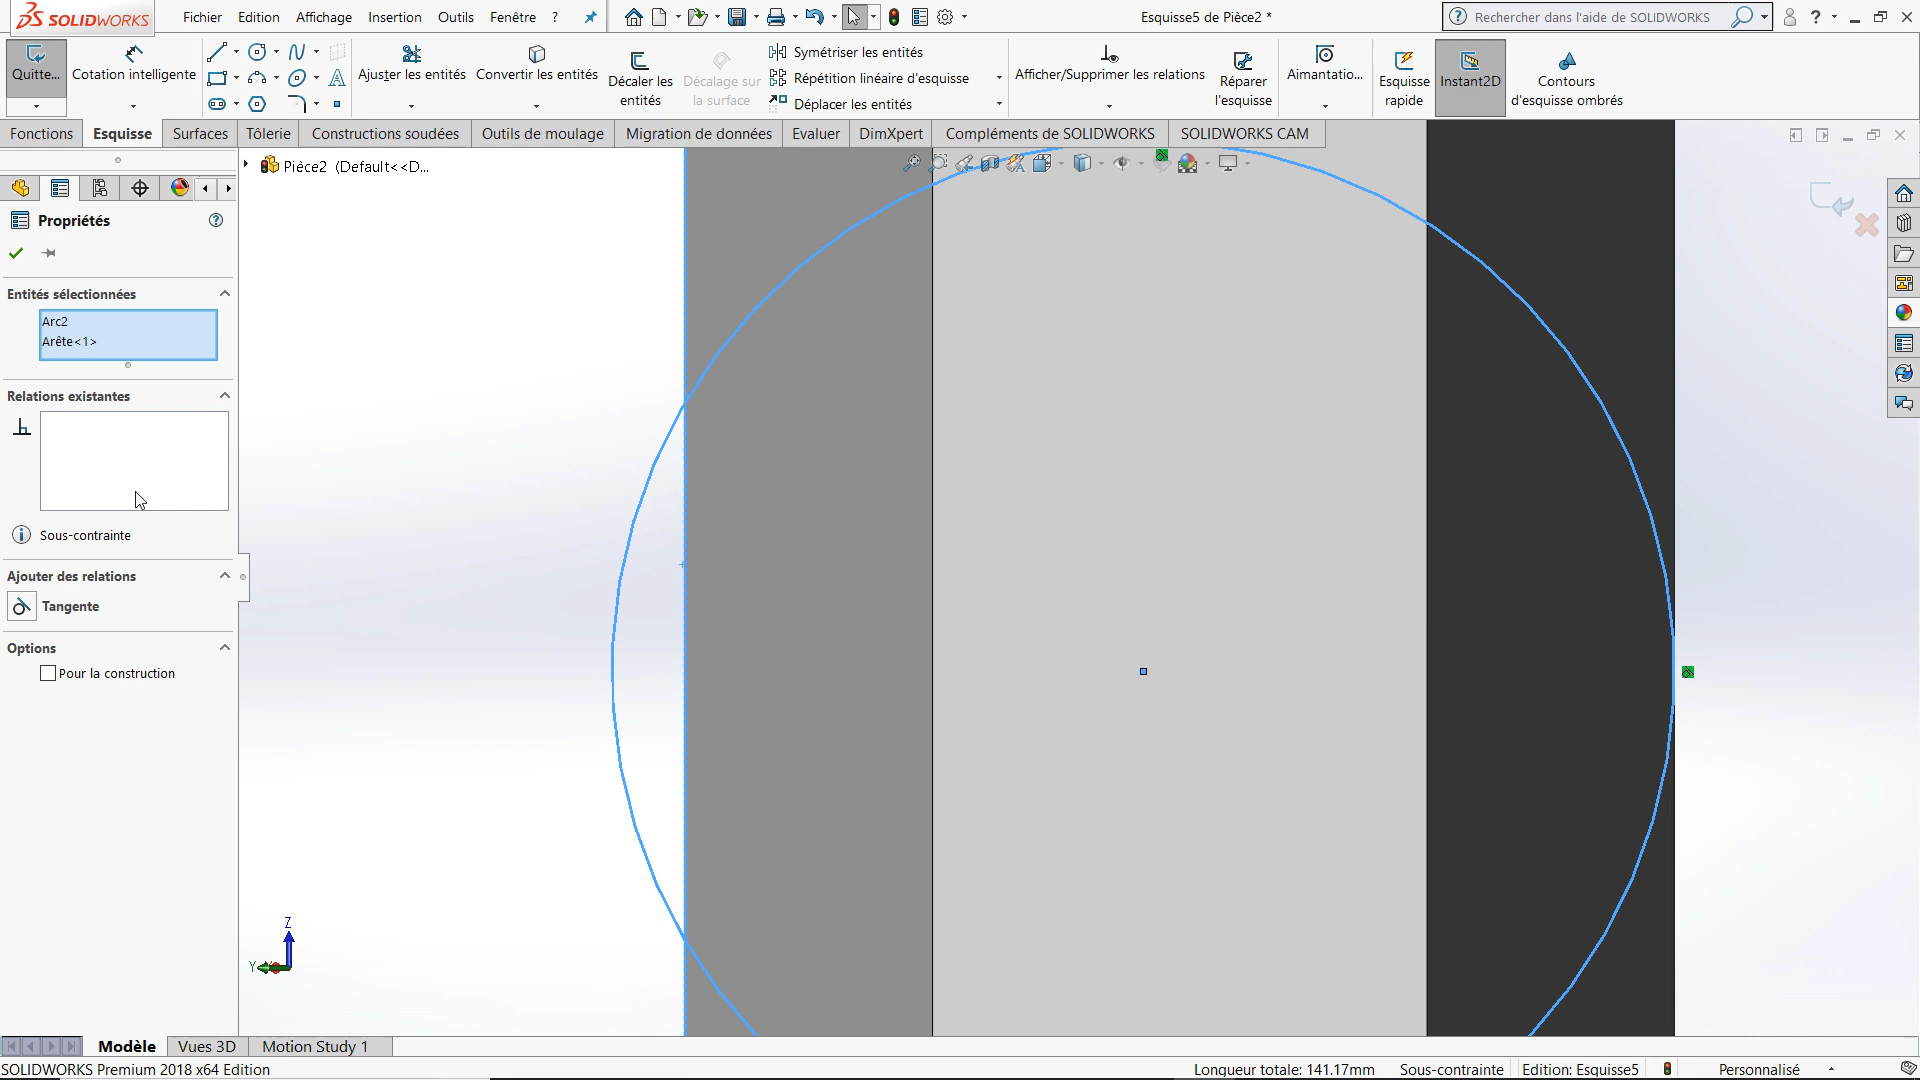 SOLIDWORKS
Fichier Edition Affichage Insertion Outils Fenêtre ?
Esquisse5 de Pièce2 *
Rechercher dans l'aide de SOLIDWORKS
?
Quitte...
Cotation intelligente
Ajuster les entités
Convertir les entités
Décaler les
entités
Décalage sur
la surface
Symétriser les entités
Répétition linéaire d'esquisse
Déplacer les entités
Afficher/Supprimer les relations
Réparer
l'esquisse
Aimantatio...
Esquisse
rapide
Instant2D
Contours
d'esquisse ombrés
Fonctions Esquisse Surfaces Tôlerie Constructions soudées Outils de moulage Migration de données Evaluer DimXpert Compléments de SOLIDWORKS SOLIDWORKS CAM
Pièce2 (Default<<D...
Propriétés
Entités sélectionnées
Arc2
Arête<1>
Relations existantes
Sous-contrainte
Ajouter des relations
Tangente
Options
Pour la construction
Z
Y
Modèle Vues 3D Motion Study 1
SOLIDWORKS Premium 2018 x64 Edition
Longueur totale: 141.17mm Sous-contrainte Edition: Esquisse5 Personnalisé